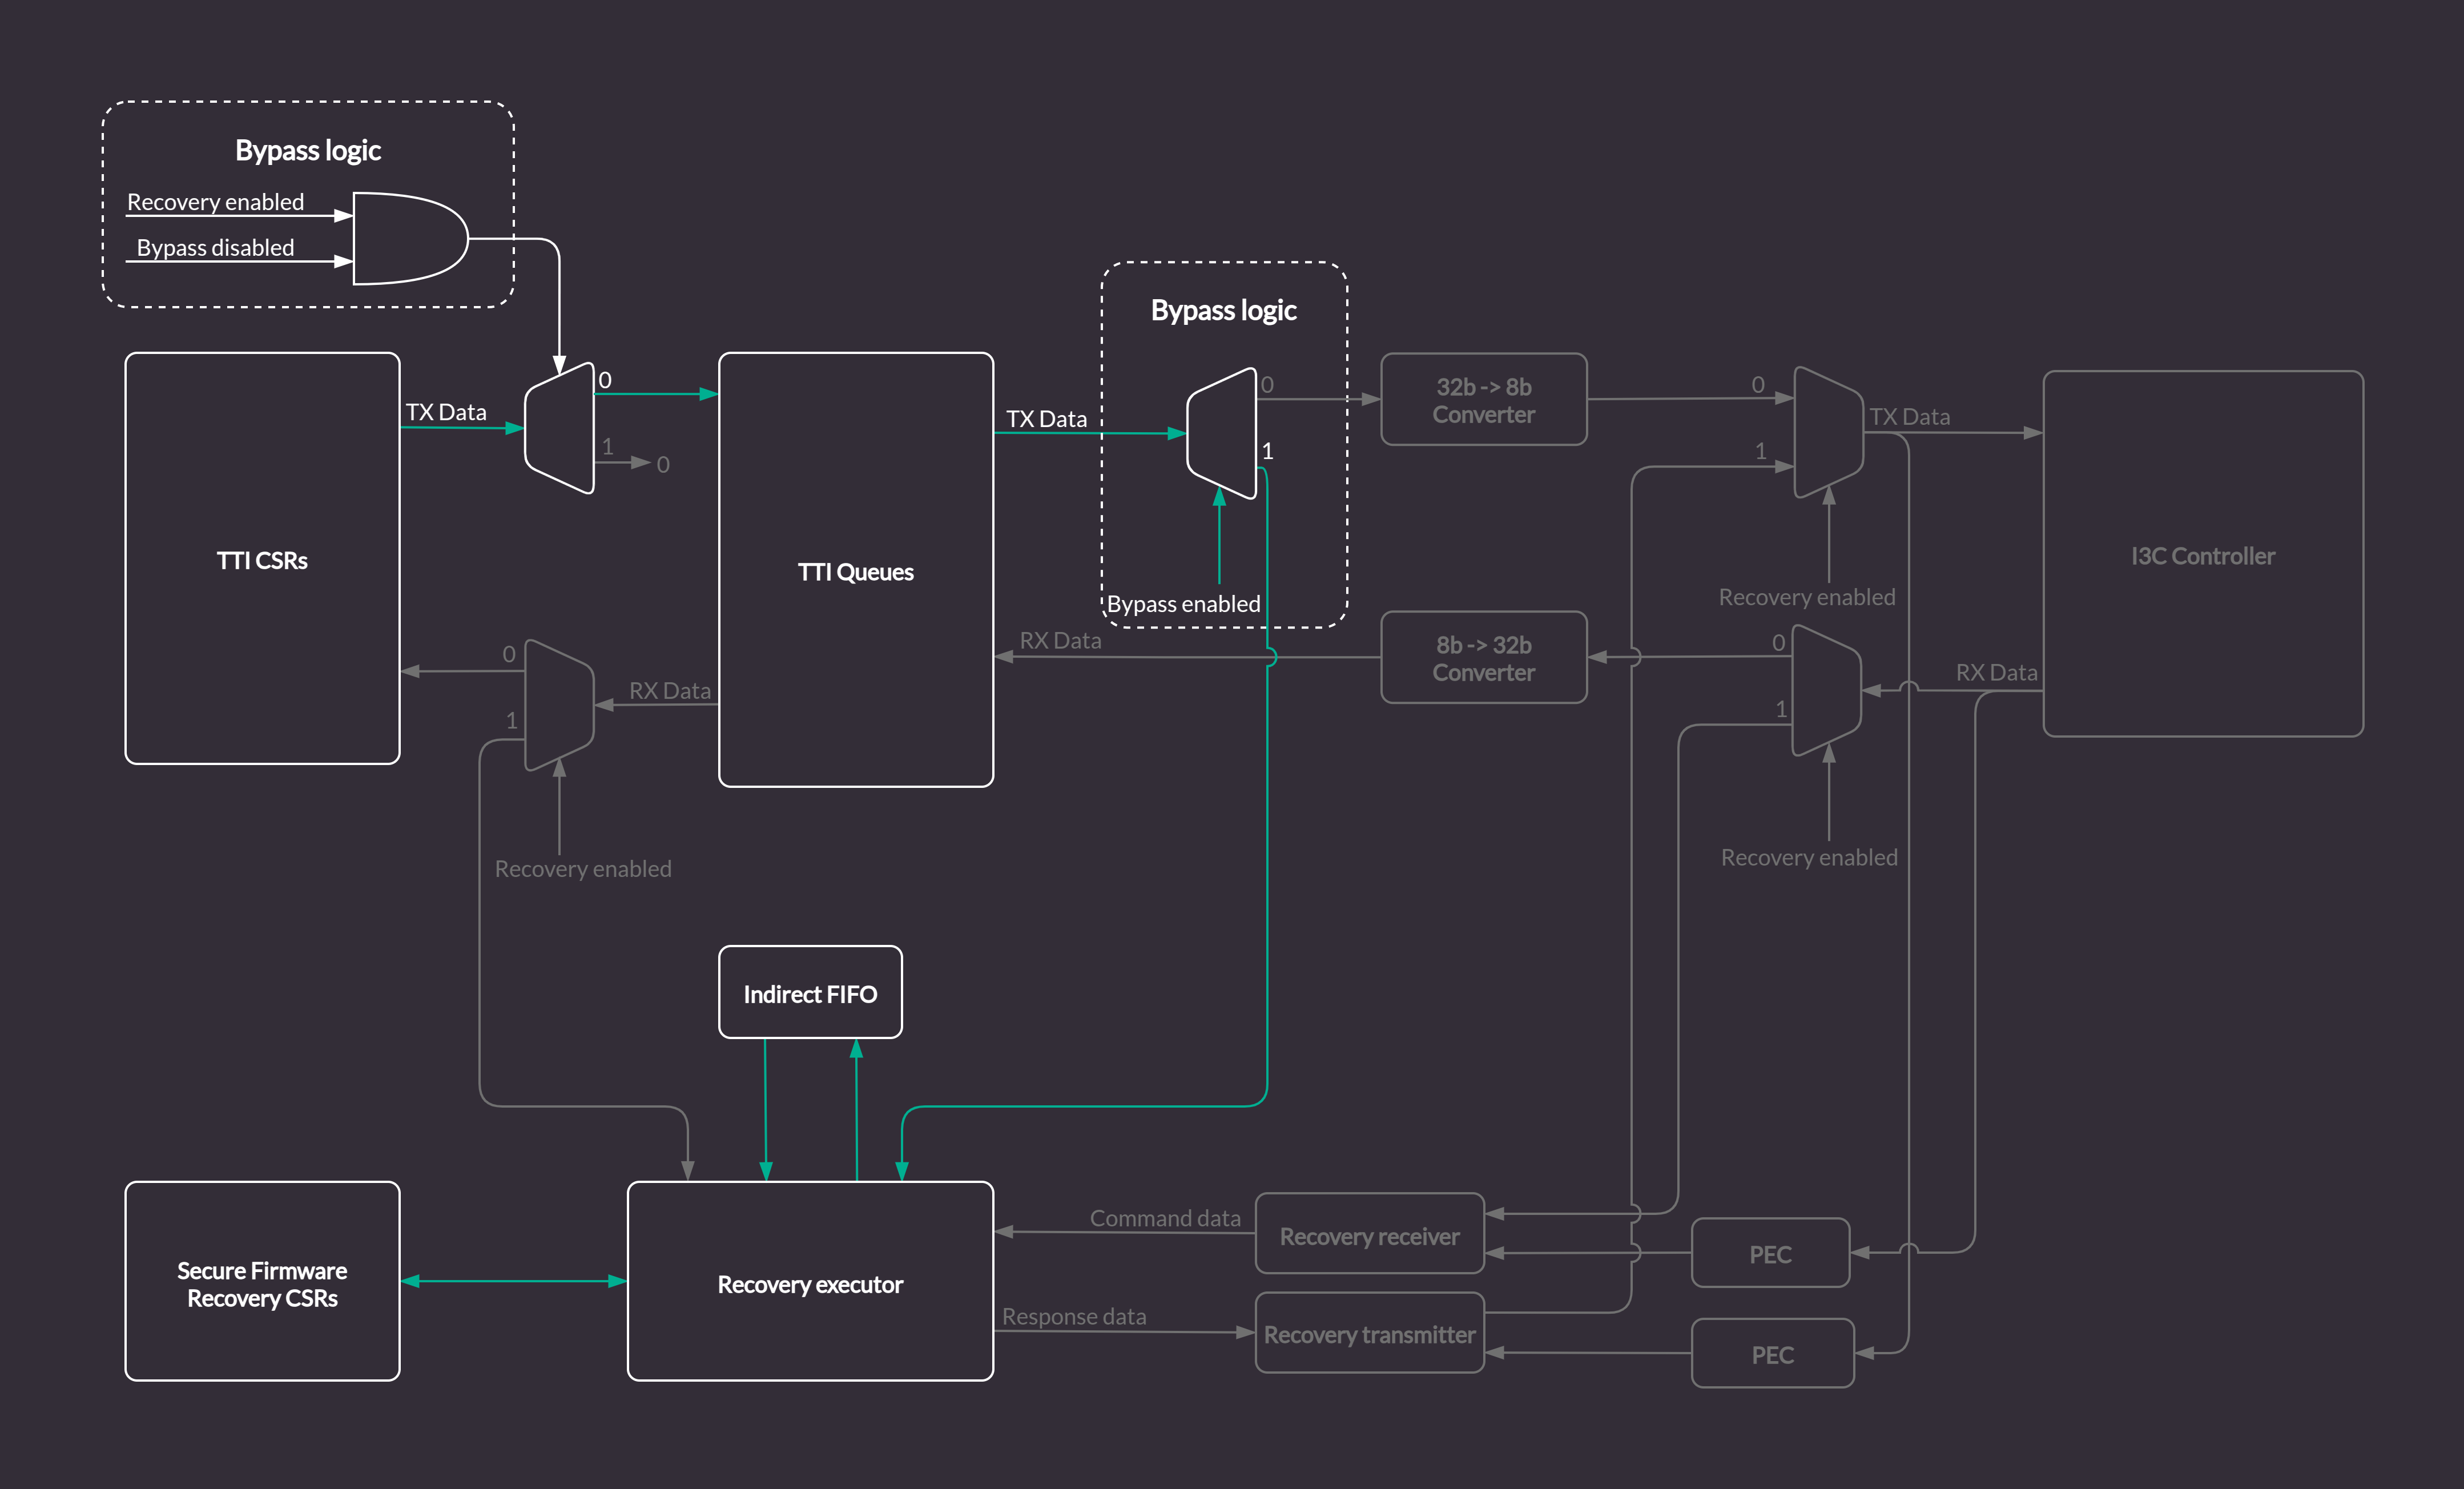 Bypass logic
Recovery enabled
Bypass disabled
Bypass logic
TX Data
0
1
0
TTI CSRs
TTI Queues
TX Data
0
1
Bypass enabled
32b -> 8b
Converter
0
1
TX Data
Recovery enabled
I3C Controller
RX Data
8b -> 32b
Converter
0
1
RX Data
Recovery enabled
0
1
RX Data
Recovery enabled
Indirect FIFO
Secure Firmware
Recovery CSRs
Recovery executor
Command data
Response data
Recovery receiver
Recovery transmitter
PEC
PEC